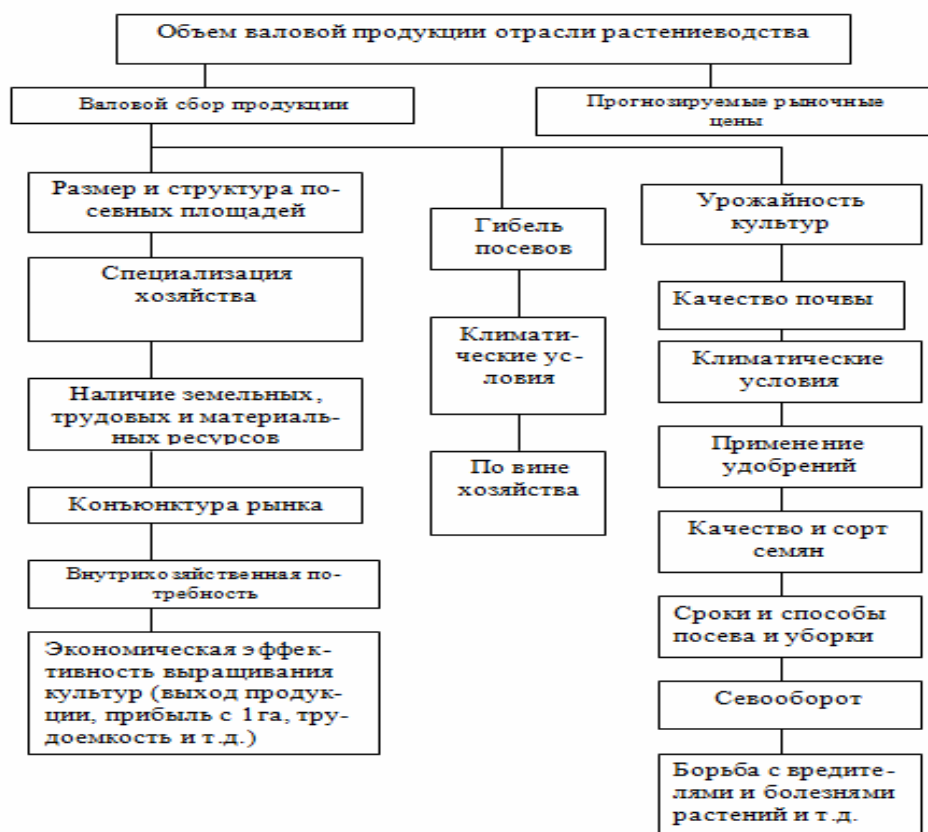 Объем валовой продукции отрасли растениеводства
Валовой сбор продукции
Прогнозируемые рыночные
цены
Размер и структура по-
севных площадей
Специализация
хозяйства
Наличие земельных,
трудовых и материаль-
ных ресурсов
Конъюнктура рынка
Внутрихозяйственная по-
требность
Экономическая эффек-
тивность выращивания
культур (выход продук-
ции, прибыль с 1га, тру-
доемкость и т.д.)
Гибель
посевов
Климати-
ческие ус-
ловия
По вине
хозяйства
Урожайность
культур
Качество почвы
Климатические
условия
Применение
удобрений
Качество и сорт
семян
Сроки и способы
посева и уборки
Севооборот
Борьба с вредите-
лями и болезнями
растений и т.д.